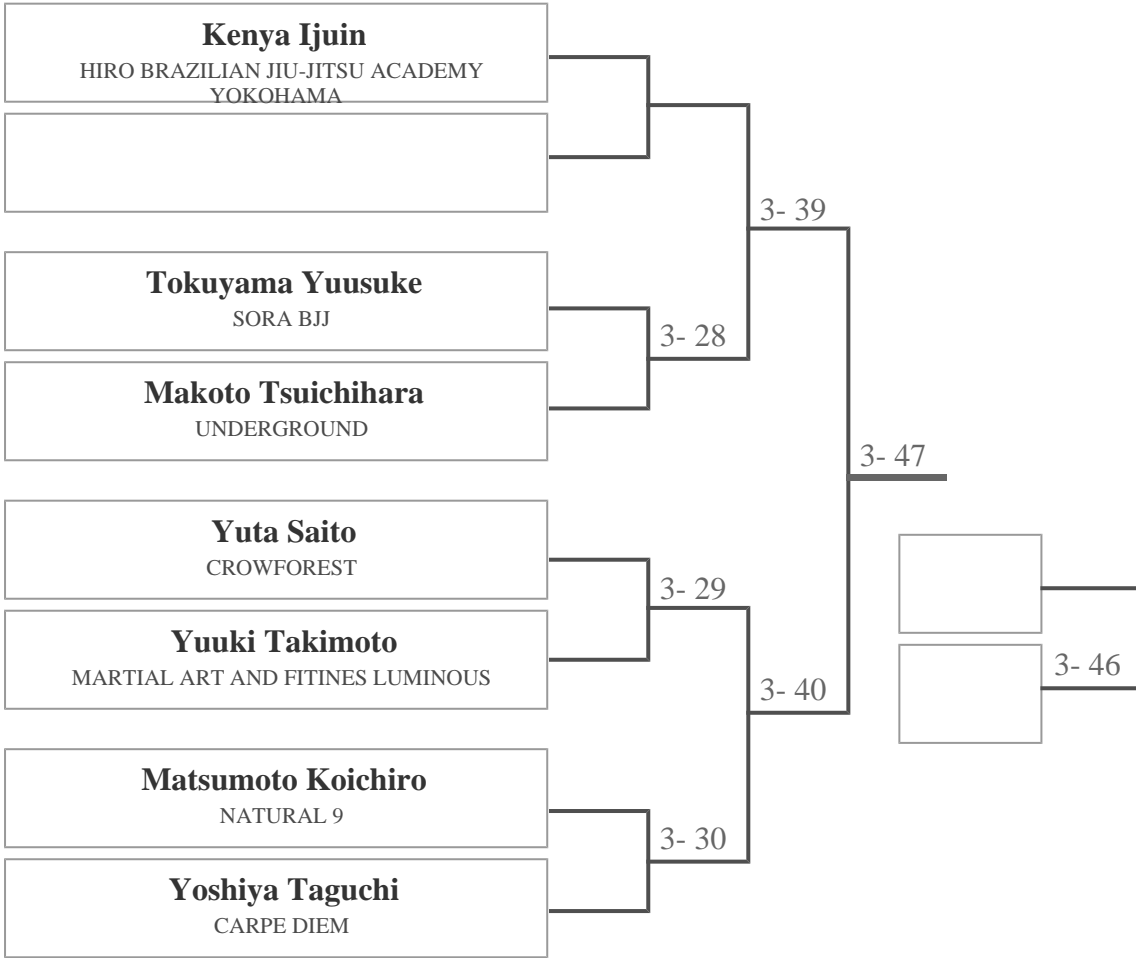 Kenya Ijuin
HIRO BRAZILIAN JIU-JITSU ACADEMY
YOKOHAMA
3- 39
Tokuyama Yuusuke
SORA BJJ
3- 28
Makoto Tsuichihara
UNDERGROUND
3- 47
Yuta Saito
CROWFOREST
3- 29
Yuuki Takimoto
MARTIAL ART AND FITINES LUMINOUS
3- 40
3- 46
Matsumoto Koichiro
NATURAL 9
3- 30
Yoshiya Taguchi
CARPE DIEM